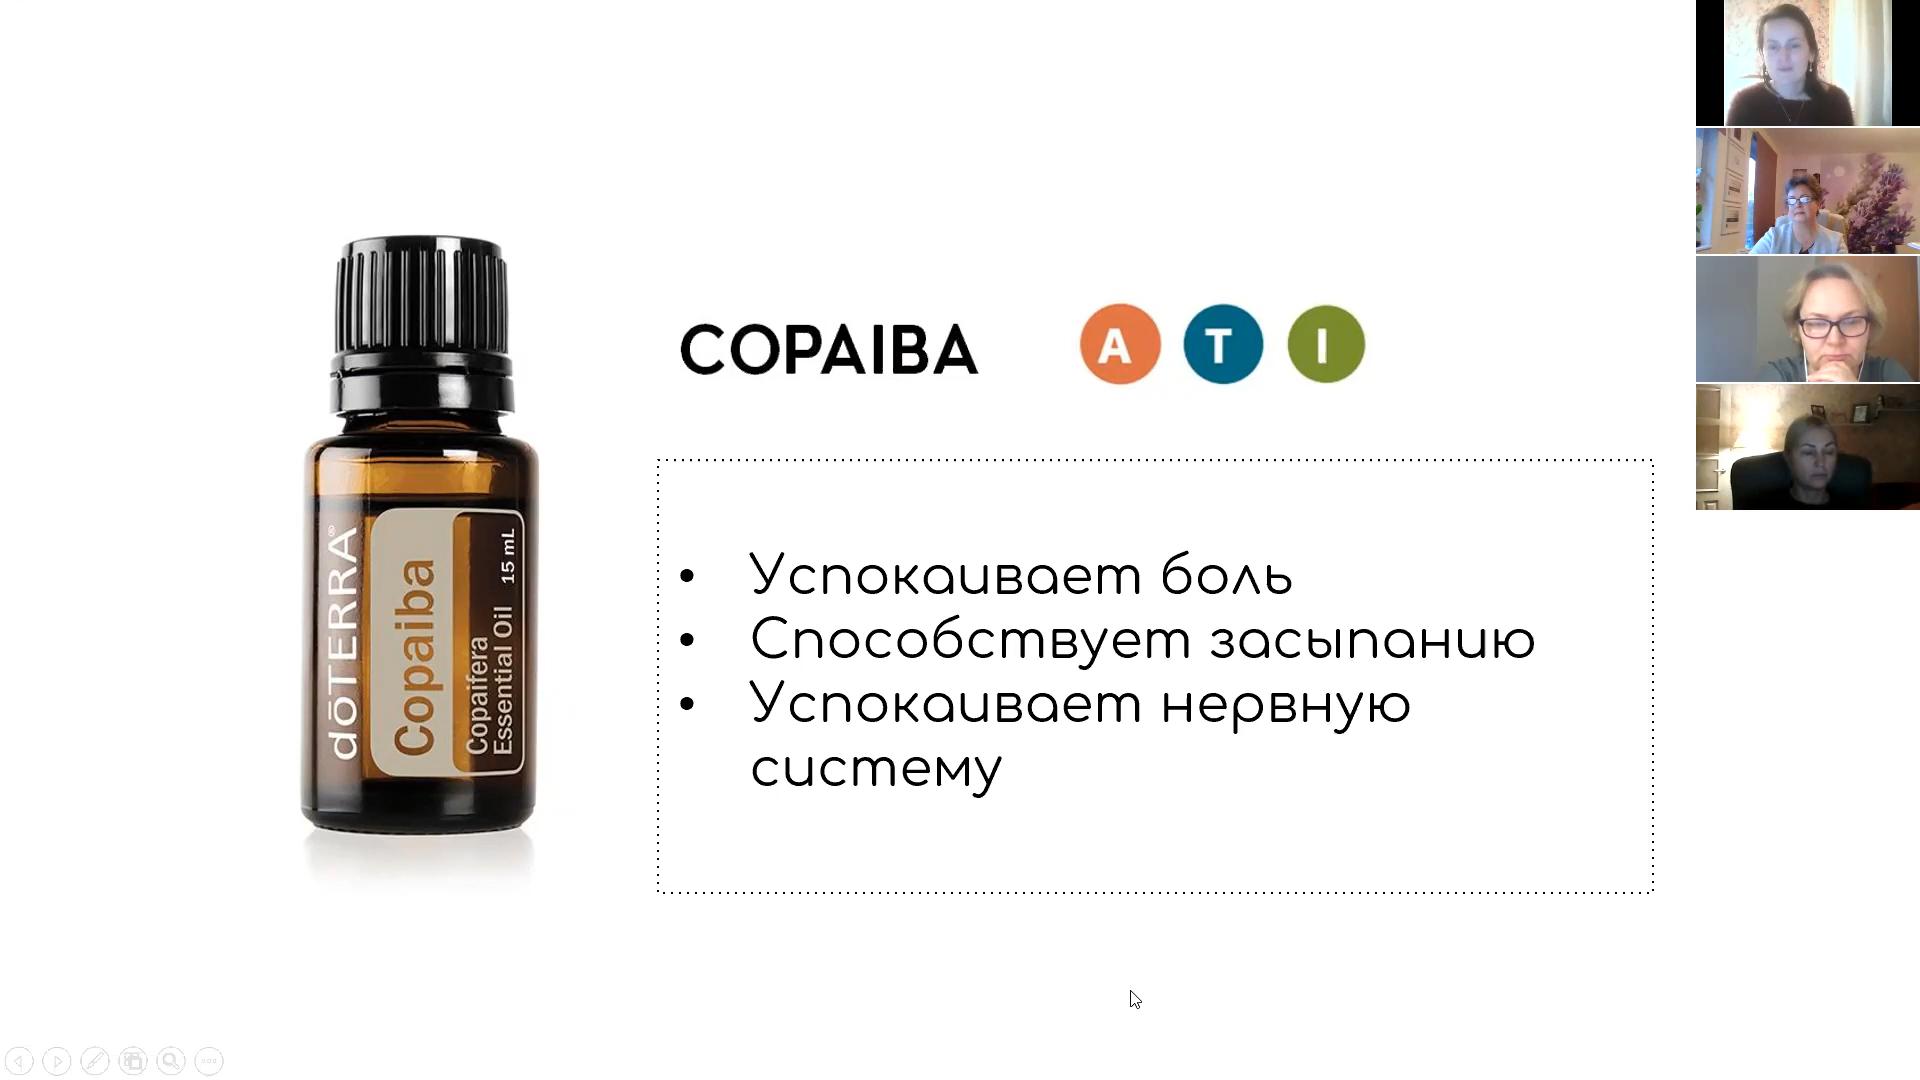 COPAIBA
A T I
• Успокаивает боль
• Способствует засыпанию
• Успокаивает нервную
систему
dōTERRA®
Copaiba
Copaifera
Essential Oil 15 mL